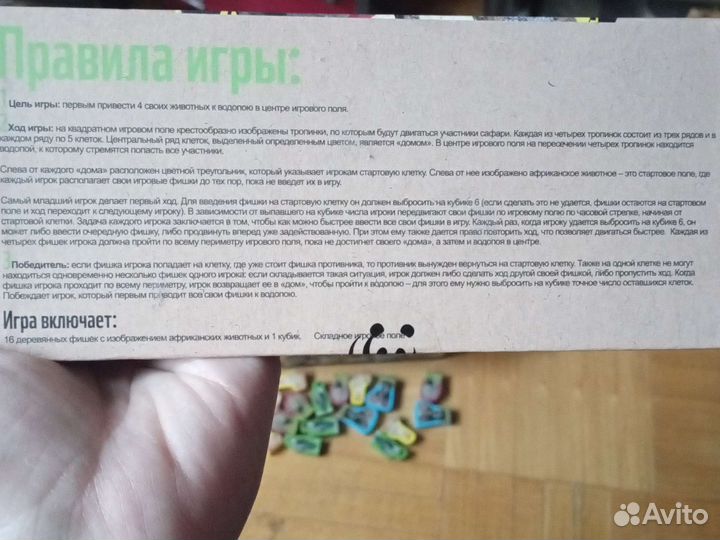 Правила игры:
Цель игры: первым привести 4 своих животных к водопою в центре игрового поля.
Ход игры: на квадратном игровом поле крестообразно изображены тропинки, по которым будут двигаться участники сафари. Каждая из четырех тропинок состоит из трех рядов и в
каждом ряду по 5 клеток. Центральный ряд клеток, выделенный определенным цветом, является «домом». В центре игрового поля на пересечении четырех тропинок находится
водопой, к которому стремятся попасть все участники.
Слева от каждого «дома» расположен цветной треугольник, который указывает игрокам стартовую клетку. Слева от нее изображено африканское животное – это стартовое поле, где
каждый игрок располагает свои игровые фишки до тех пор, пока не введет их в игру.
Самый младший игрок делает первый ход. Для введения фишки на стартовую клетку он должен выбросить на кубике 6 (если сделать это не удается, фишки остаются на стартовом
поле и ход переходит к следующему игроку). В зависимости от выпавшего на кубике числа игроки передвигают свои фишки по игровому полю по часовой стрелке, начиная от
стартовой клетки. Задача каждого игрока заключается в том, чтобы как можно быстрее ввести все свои фишки в игру. Каждый раз, когда игроку удается выбросить на кубике 6, он
может либо ввести очередную фишку, либо продвинуть вперед уже задействованную. При этом ему также дается право повторить ход, что позволяет двигаться быстрее. Каждая из
четырех фишек игрока должна пройти по всему периметру игрового поля, пока не достигнет своего «дома», а затем и водопоя в центре.
Победитель: если фишка игрока попадает на клетку, где уже стоит фишка противника, то противник вынужден вернуться на стартовую клетку. Также на одной клетке не могут
находиться одновременно несколько фишек одного игрока: если складывается такая ситуация, игрок должен либо сделать ход другой своей фишкой, либо пропустить ход. Когда
фишка игрока проходит по всему периметру, игрок возвращает ее в «дом», чтобы пройти к водопою – для этого ему нужно выбросить на кубике точное число оставшихся клеток.
Побеждает игрок, который первым приводит все свои фишки к водопою.
Игра включает:
16 деревянных фишек с изображением африканских животных и 1 кубик. Складное игровое поле
Avito